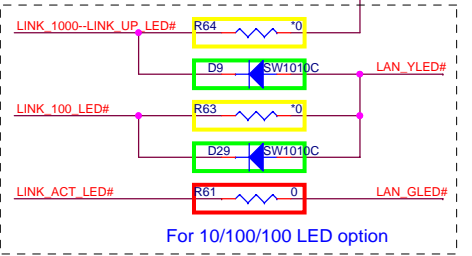 LINK_1000--LINK_UP_LED# R64 *0
D9 SW1010C LAN_YLED#
LINK_100_LED# R63 *0
D29 SW1010C
LINK_ACT_LED# R61 0 LAN_GLED#
For 10/100/100 LED option